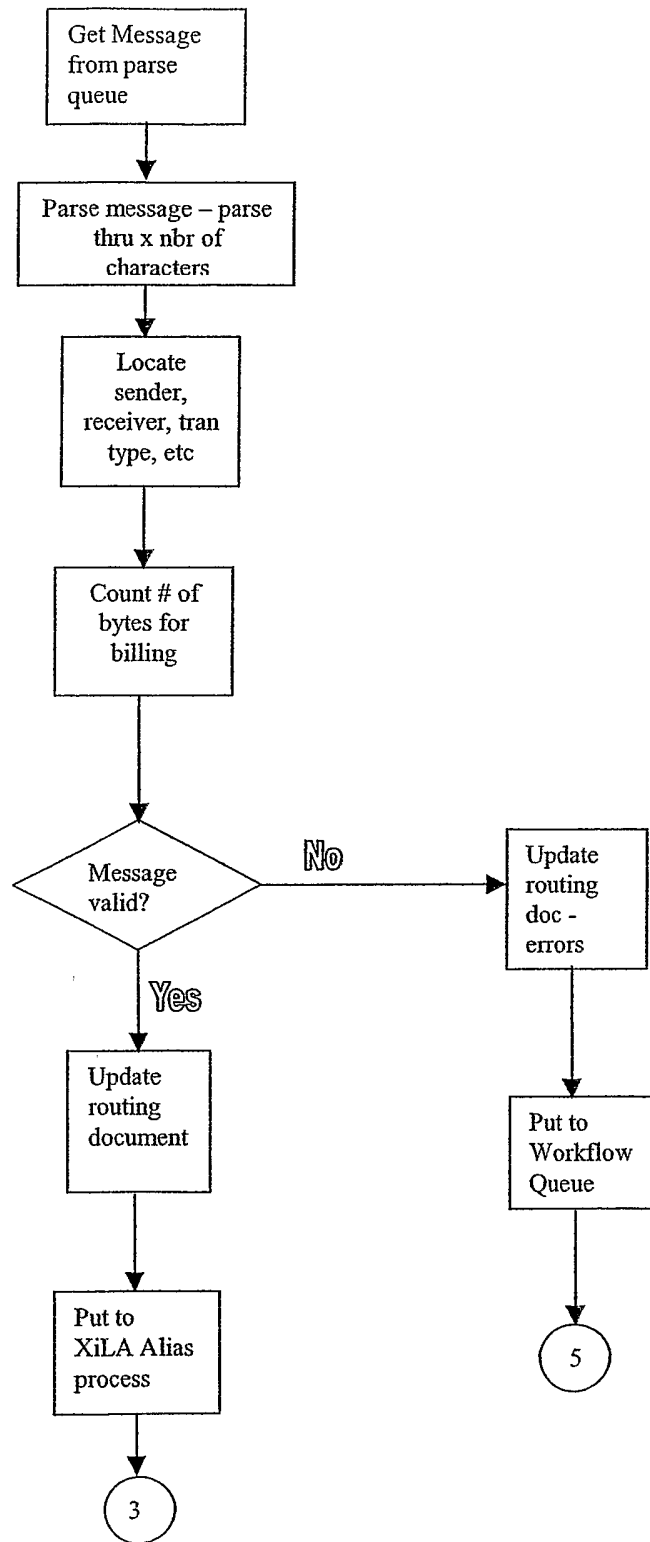 Get Message
from parse
queue
Parse message – parse
thru x nbr of
characters
Locate
sender,
receiver, tran
type, etc
Count # of
bytes for
billing
Message
valid?
No
Update
routing
doc -
errors
Yes
Update
routing
document
Put to
Workflow
Queue
Put to
XiLA Alias
process
5
3